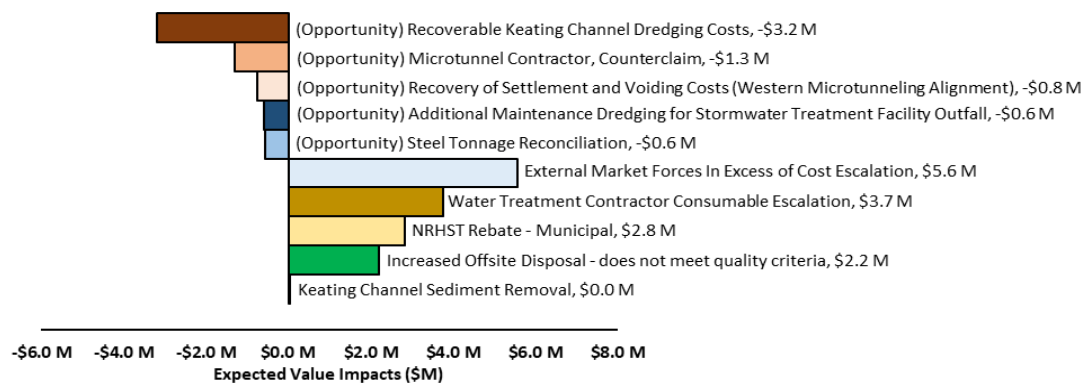 (Opportunity) Recoverable Keating Channel Dredging Costs, -$3.2 M
(Opportunity) Microtunnel Contractor, Counterclaim, -$1.3 M
(Opportunity) Recovery of Settlement and Voiding Costs (Western Microtunneling Alignment), -$0.8 M
(Opportunity) Additional Maintenance Dredging for Stormwater Treatment Facility Outfall, -$0.6 M
(Opportunity) Steel Tonnage Reconciliation, -$0.6 M
External Market Forces In Excess of Cost Escalation, $5.6 M
Water Treatment Contractor Consumable Escalation, $3.7 M
NRHST Rebate - Municipal, $2.8 M
Increased Offsite Disposal - does not meet quality criteria, $2.2 M
Keating Channel Sediment Removal, $0.0 M
-$6.0 M -$4.0 M -$2.0 M $0.0 M $2.0 M $4.0 M $6.0 M $8.0 M
Expected Value Impacts ($M)